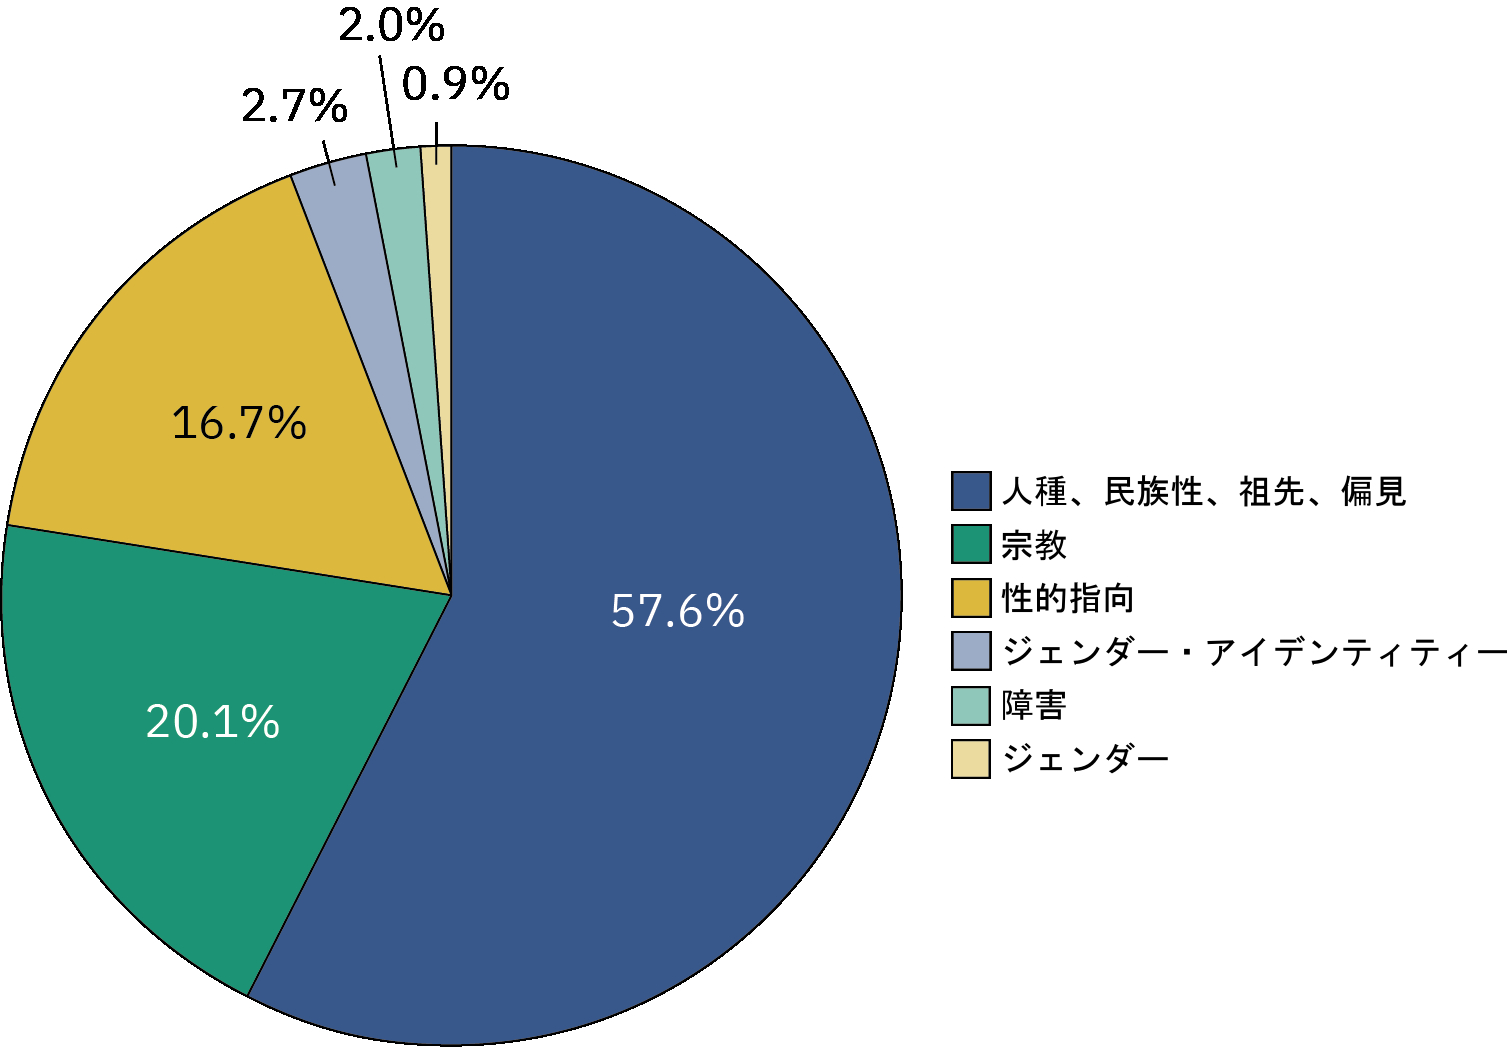 2.0%
0.9%
2.7%
16.7%
57.6%
20.1%
人種、民族性、祖先、偏見
宗教
性的指向
ジェンダー・アイデンティティー
障害
ジェンダー